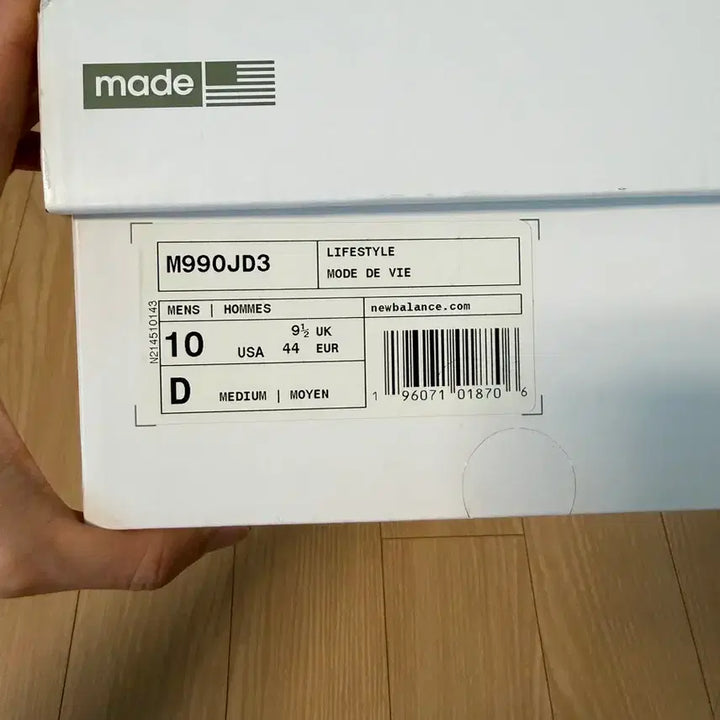 made
M990JD3
LIFESTYLE
MODE DE VIE
MENS | HOMMES
newbalance.com
10 USA
9½ UK
44 EUR
D MEDIUM | MOYEN
1 96071 01870 6
N214510143